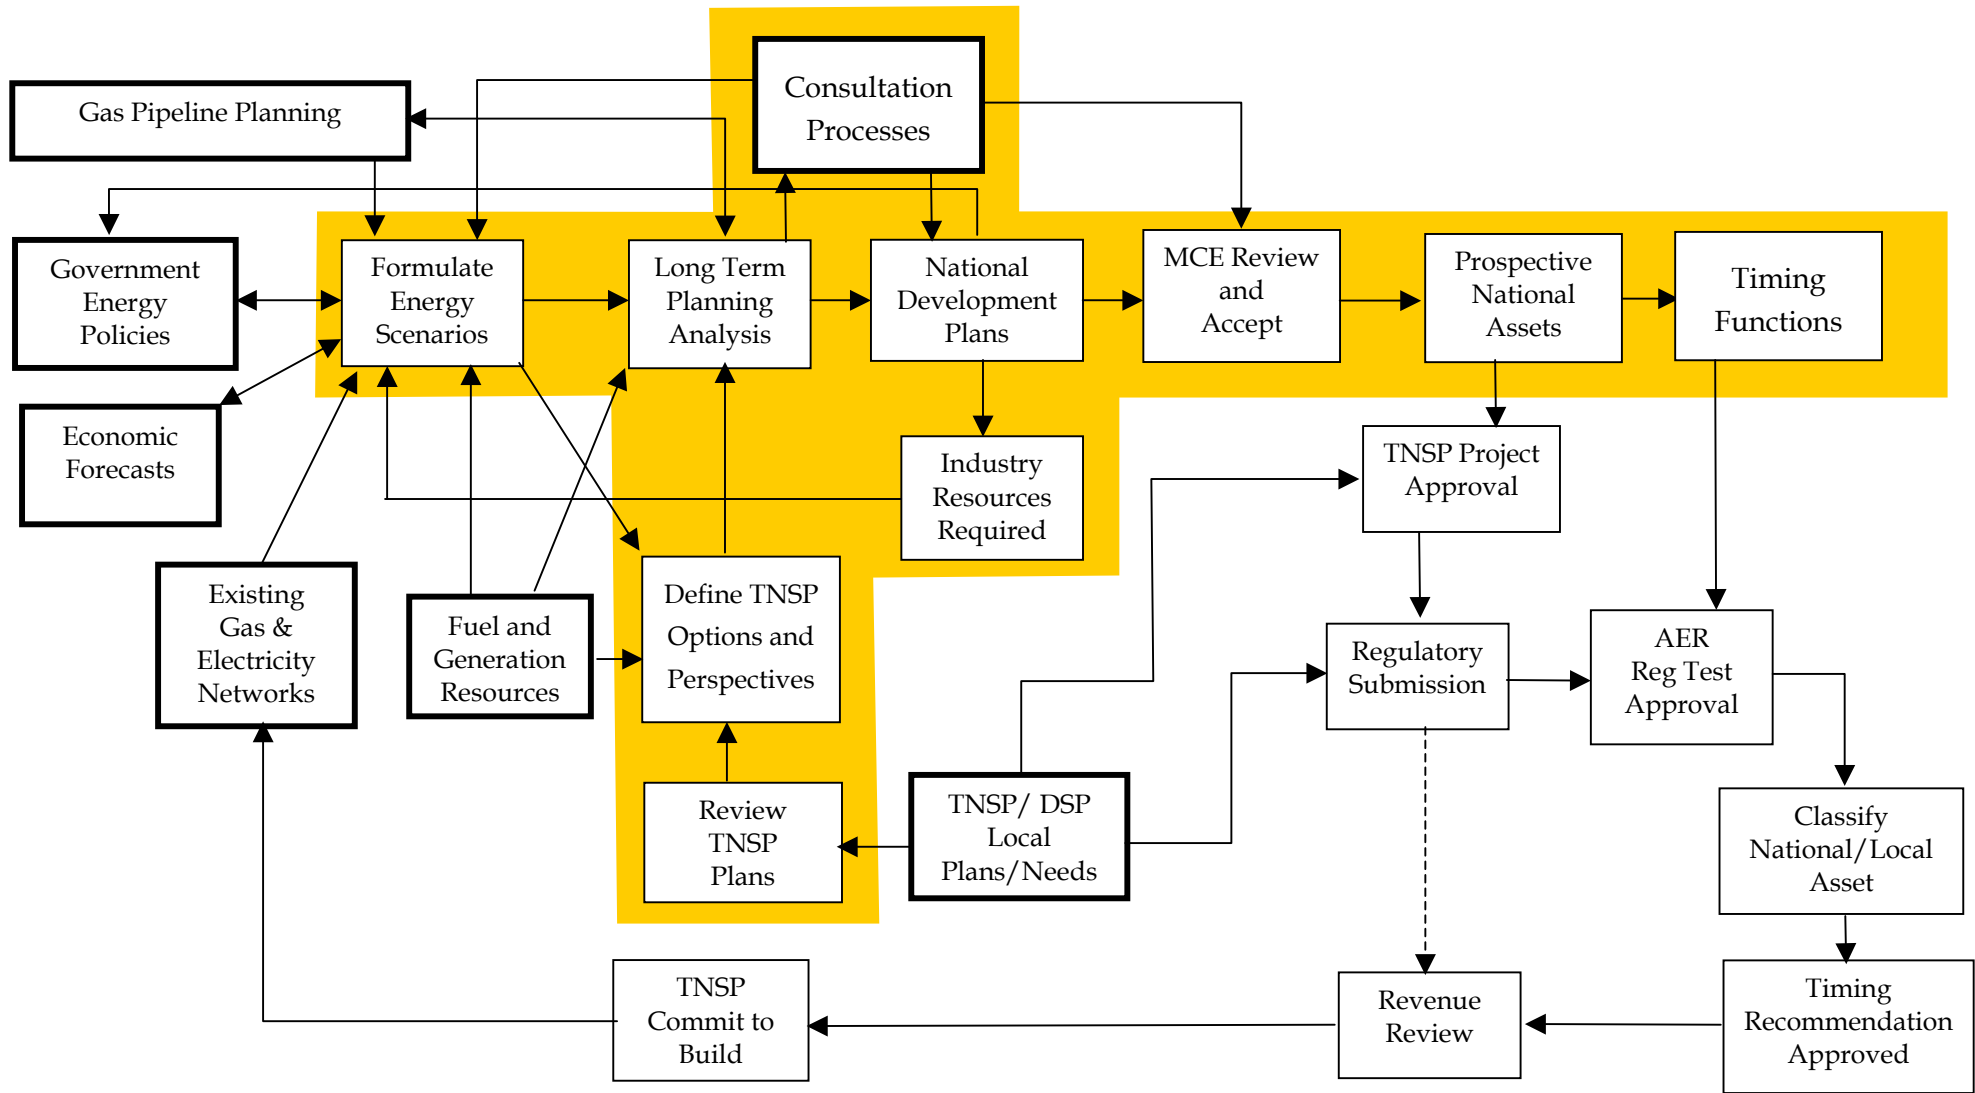 Consultation
Processes
Gas Pipeline Planning
Government
Energy
Policies
Formulate
Energy
Scenarios
Long Term
Planning
Analysis
National
Development
Plans
MCE Review
and
Accept
Prospective
National
Assets
Timing
Functions
Economic
Forecasts
Industry
Resources
Required
TNSP Project
Approval
Existing
Gas &
Electricity
Networks
Fuel and
Generation
Resources
Define TNSP
Options and
Perspectives
Regulatory
Submission
AER
Reg Test
Approval
Review
TNSP
Plans
TNSP/ DSP
Local
Plans/Needs
Classify
National/Local
Asset
TNSP
Commit to
Build
Revenue
Review
Timing
Recommendation
Approved